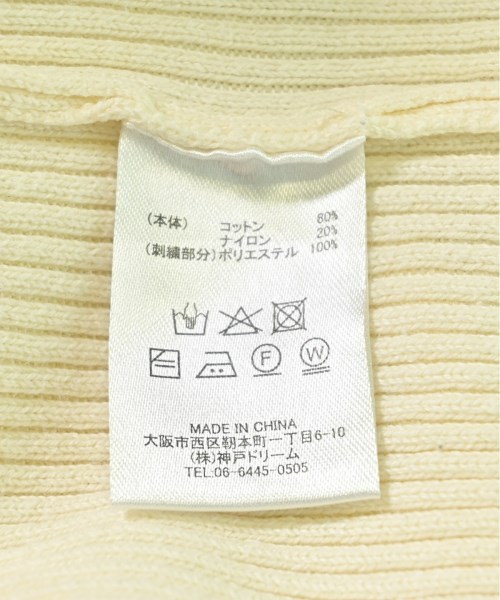 (本体) コットン 80%
ナイロン 20%
(刺繍部分) ポリエステル 100%
F W
MADE IN CHINA
大阪市西区靭本町一丁目6-10
(株)神戸ドリーム
TEL:06-6445-0505